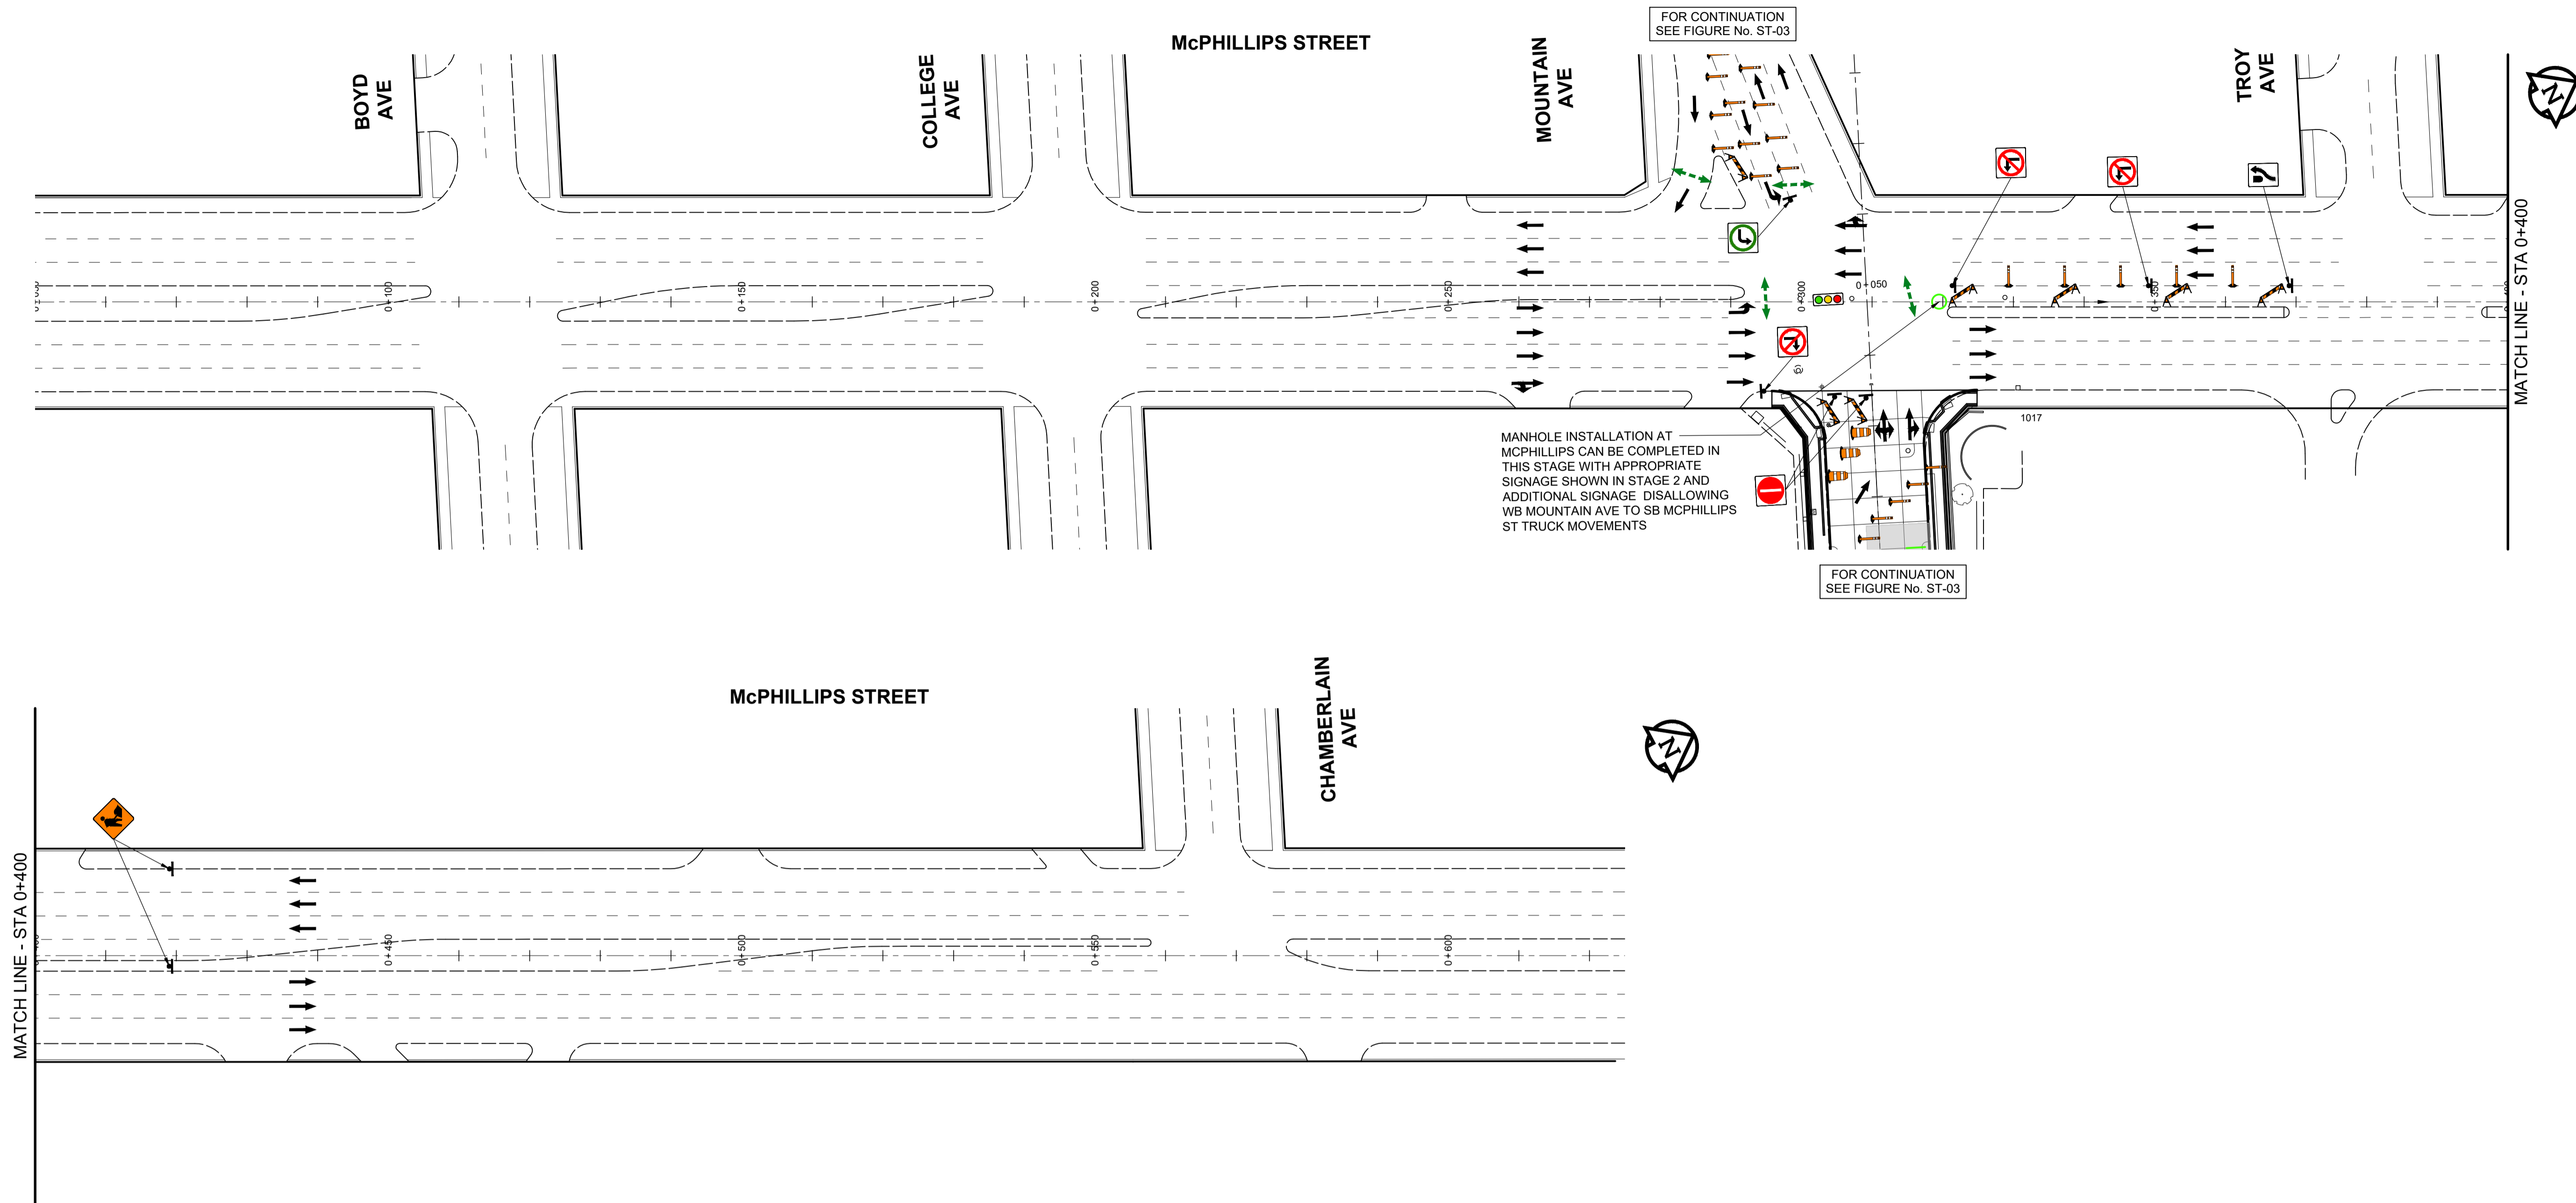 FOR CONTINUATION
SEE FIGURE No. ST-03
McPHILLIPS STREET
BOYD
AVE
COLLEGE
AVE
MOUNTAIN
AVE
TROY
AVE
N
0+100
0+150
0+200
0+250
0+300
0+050
0+350
MATCH LINE - STA 0+400
1017
MANHOLE INSTALLATION AT
MCPHILLIPS CAN BE COMPLETED IN
THIS STAGE WITH APPROPRIATE
SIGNAGE SHOWN IN STAGE 2 AND
ADDITIONAL SIGNAGE DISALLOWING
WB MOUNTAIN AVE TO SB MCPHILLIPS
ST TRUCK MOVEMENTS
FOR CONTINUATION
SEE FIGURE No. ST-03
McPHILLIPS STREET
CHAMBERLAIN
AVE
N
MATCH LINE - STA 0+400
0+450
0+500
0+550
0+600